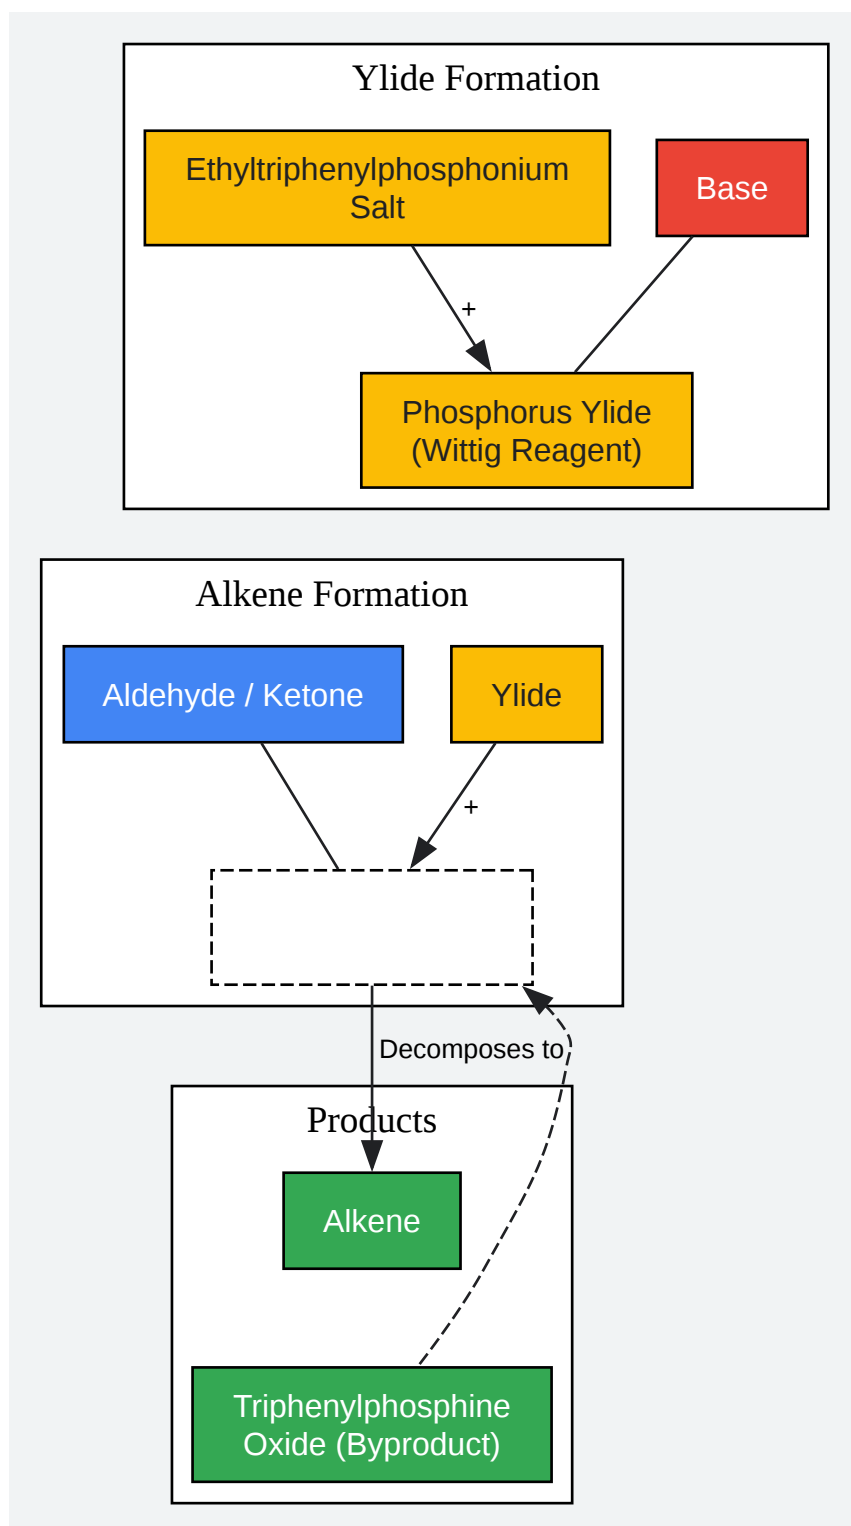 Ylide Formation
Ethyltriphenylphosphonium
Salt
Base
+
Phosphorus Ylide
(Wittig Reagent)
Alkene Formation
Aldehyde / Ketone
Ylide
+
Decomposes to
Products
Alkene
Triphenylphosphine
Oxide (Byproduct)